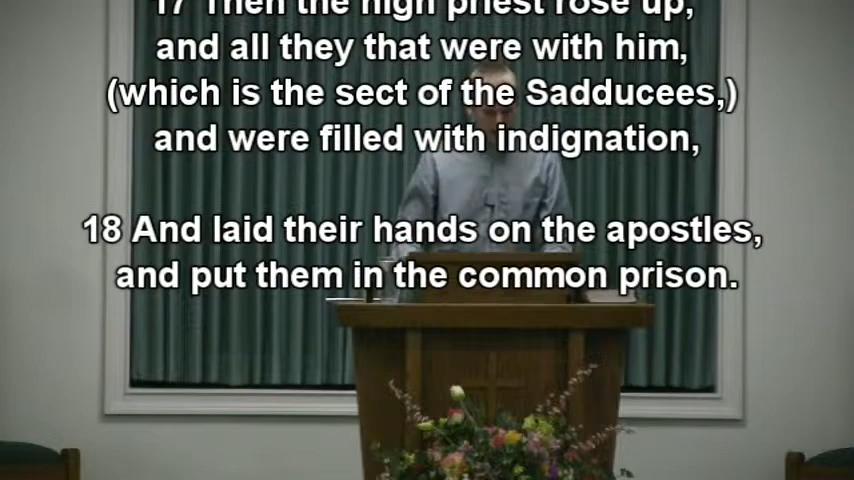 17 Then the high priest rose up,
and all they that were with him,
(which is the sect of the Sadducees,)
and were filled with indignation,
18 And laid their hands on the apostles,
and put them in the common prison.